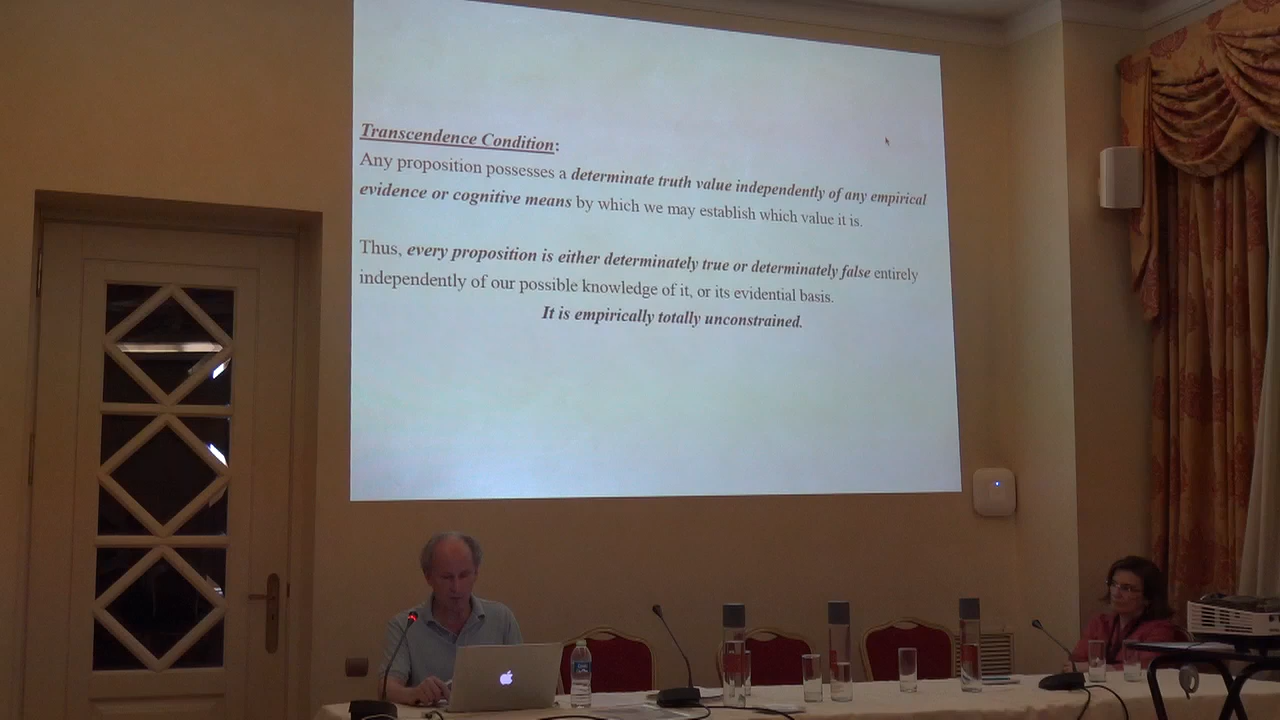 Transcendence Condition:
Any proposition possesses a determinate truth value independently of any empirical
evidence or cognitive means by which we may establish which value it is.
Thus, every proposition is either determinately true or determinately false entirely
independently of our possible knowledge of it, or its evidential basis.
It is empirically totally unconstrained.